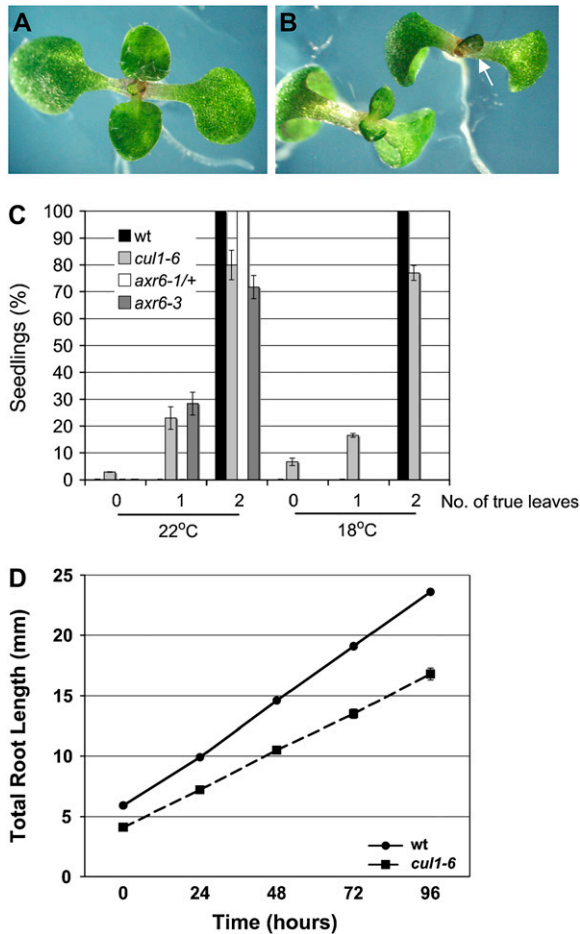 A
B
C
100
90
80
70
60
50
40
30
20
10
0
Seedlings (%)
wt
cul1-6
axr6-1/+
axr6-3
0 1 2 0 1 2 No. of true leaves
22°C 18°C
D
25
20
15
10
5
0
Total Root Length (mm)
wt
cul1-6
0 24 48 72 96
Time (hours)